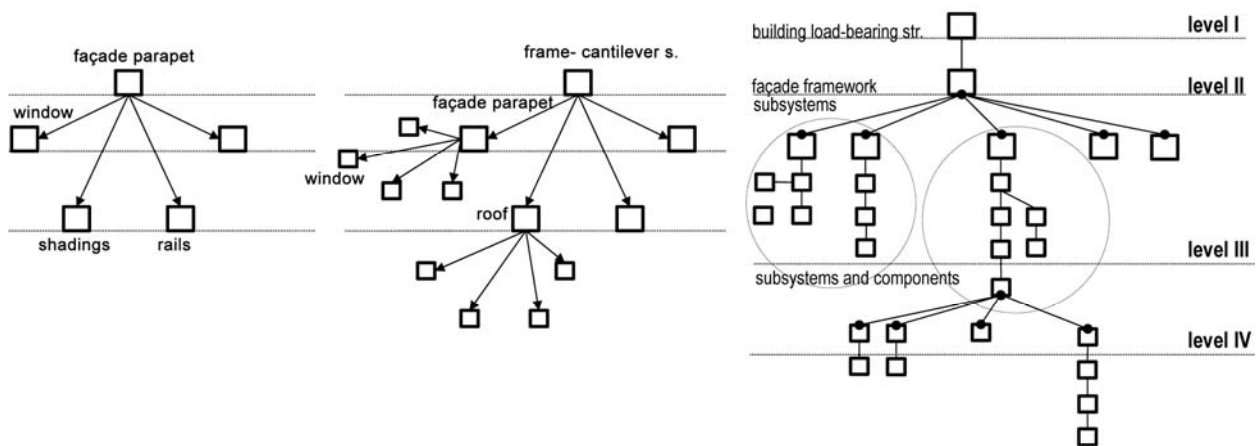 façade parapet
window
shadings
rails
frame- cantilever s.
façade parapet
window
roof
building load-bearing str.
level I
façade framework
level II
subsystems
level III
subsystems and components
level IV